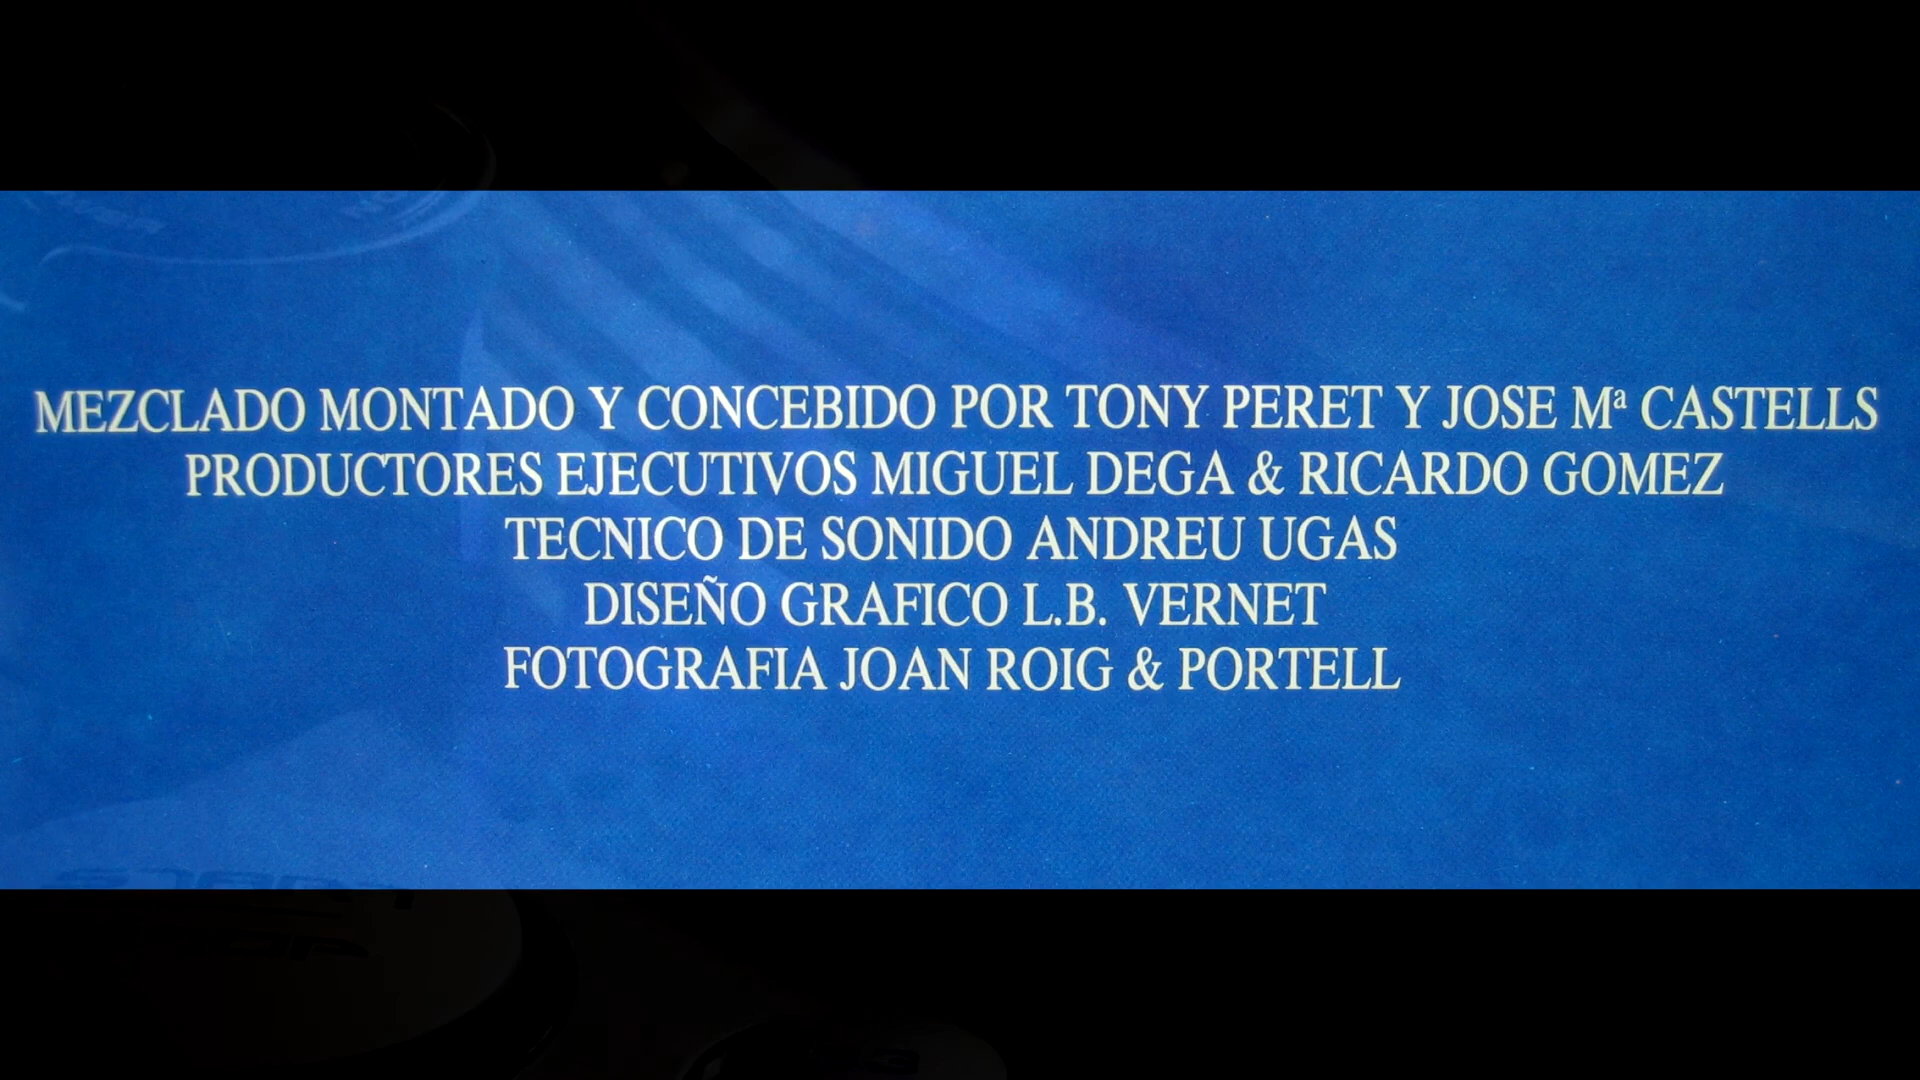 MEZCLADO MONTADO Y CONCEBIDO POR TONY PERET Y JOSE Mª CASTELLS
PRODUCTORES EJECUTIVOS MIGUEL DEGA & RICARDO GOMEZ
TECNICO DE SONIDO ANDREU UGAS
DISEÑO GRAFICO L.B. VERNET
FOTOGRAFIA JOAN ROIG & PORTELL